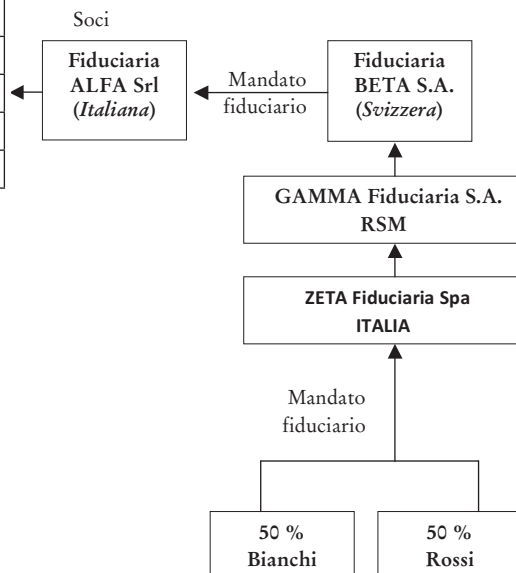 Soci
Fiduciaria
ALFA Srl
(Italiana)
Mandato
fiduciario
Fiduciaria
BETA S.A.
(Svizzera)
GAMMA Fiduciaria S.A.
RSM
ZETA Fiduciaria Spa
ITALIA
Mandato
fiduciario
50 %
Bianchi
50 %
Rossi